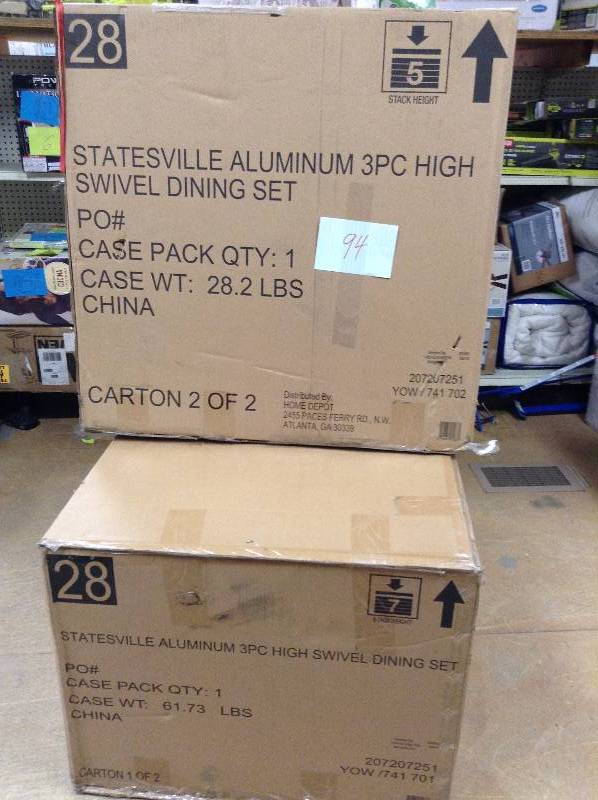 28
5
STACK HEIGHT
STATESVILLE ALUMINUM 3PC HIGH
SWIVEL DINING SET
PO#
CASE PACK QTY: 1
94
CASE WT: 28.2 LBS
CHINA
207207251
YOW / 741 702
CARTON 2 OF 2
Distributed By:
HOME DEPOT
2455 PACES FERRY RD., N.W.
ATLANTA, GA 30339
28
7
STACK HEIGHT
STATESVILLE ALUMINUM 3PC HIGH SWIVEL DINING SET
PO#
CASE PACK QTY: 1
CASE WT: 61.73 LBS
CHINA
207207251
YOW /741 701
CARTON 1 OF 2